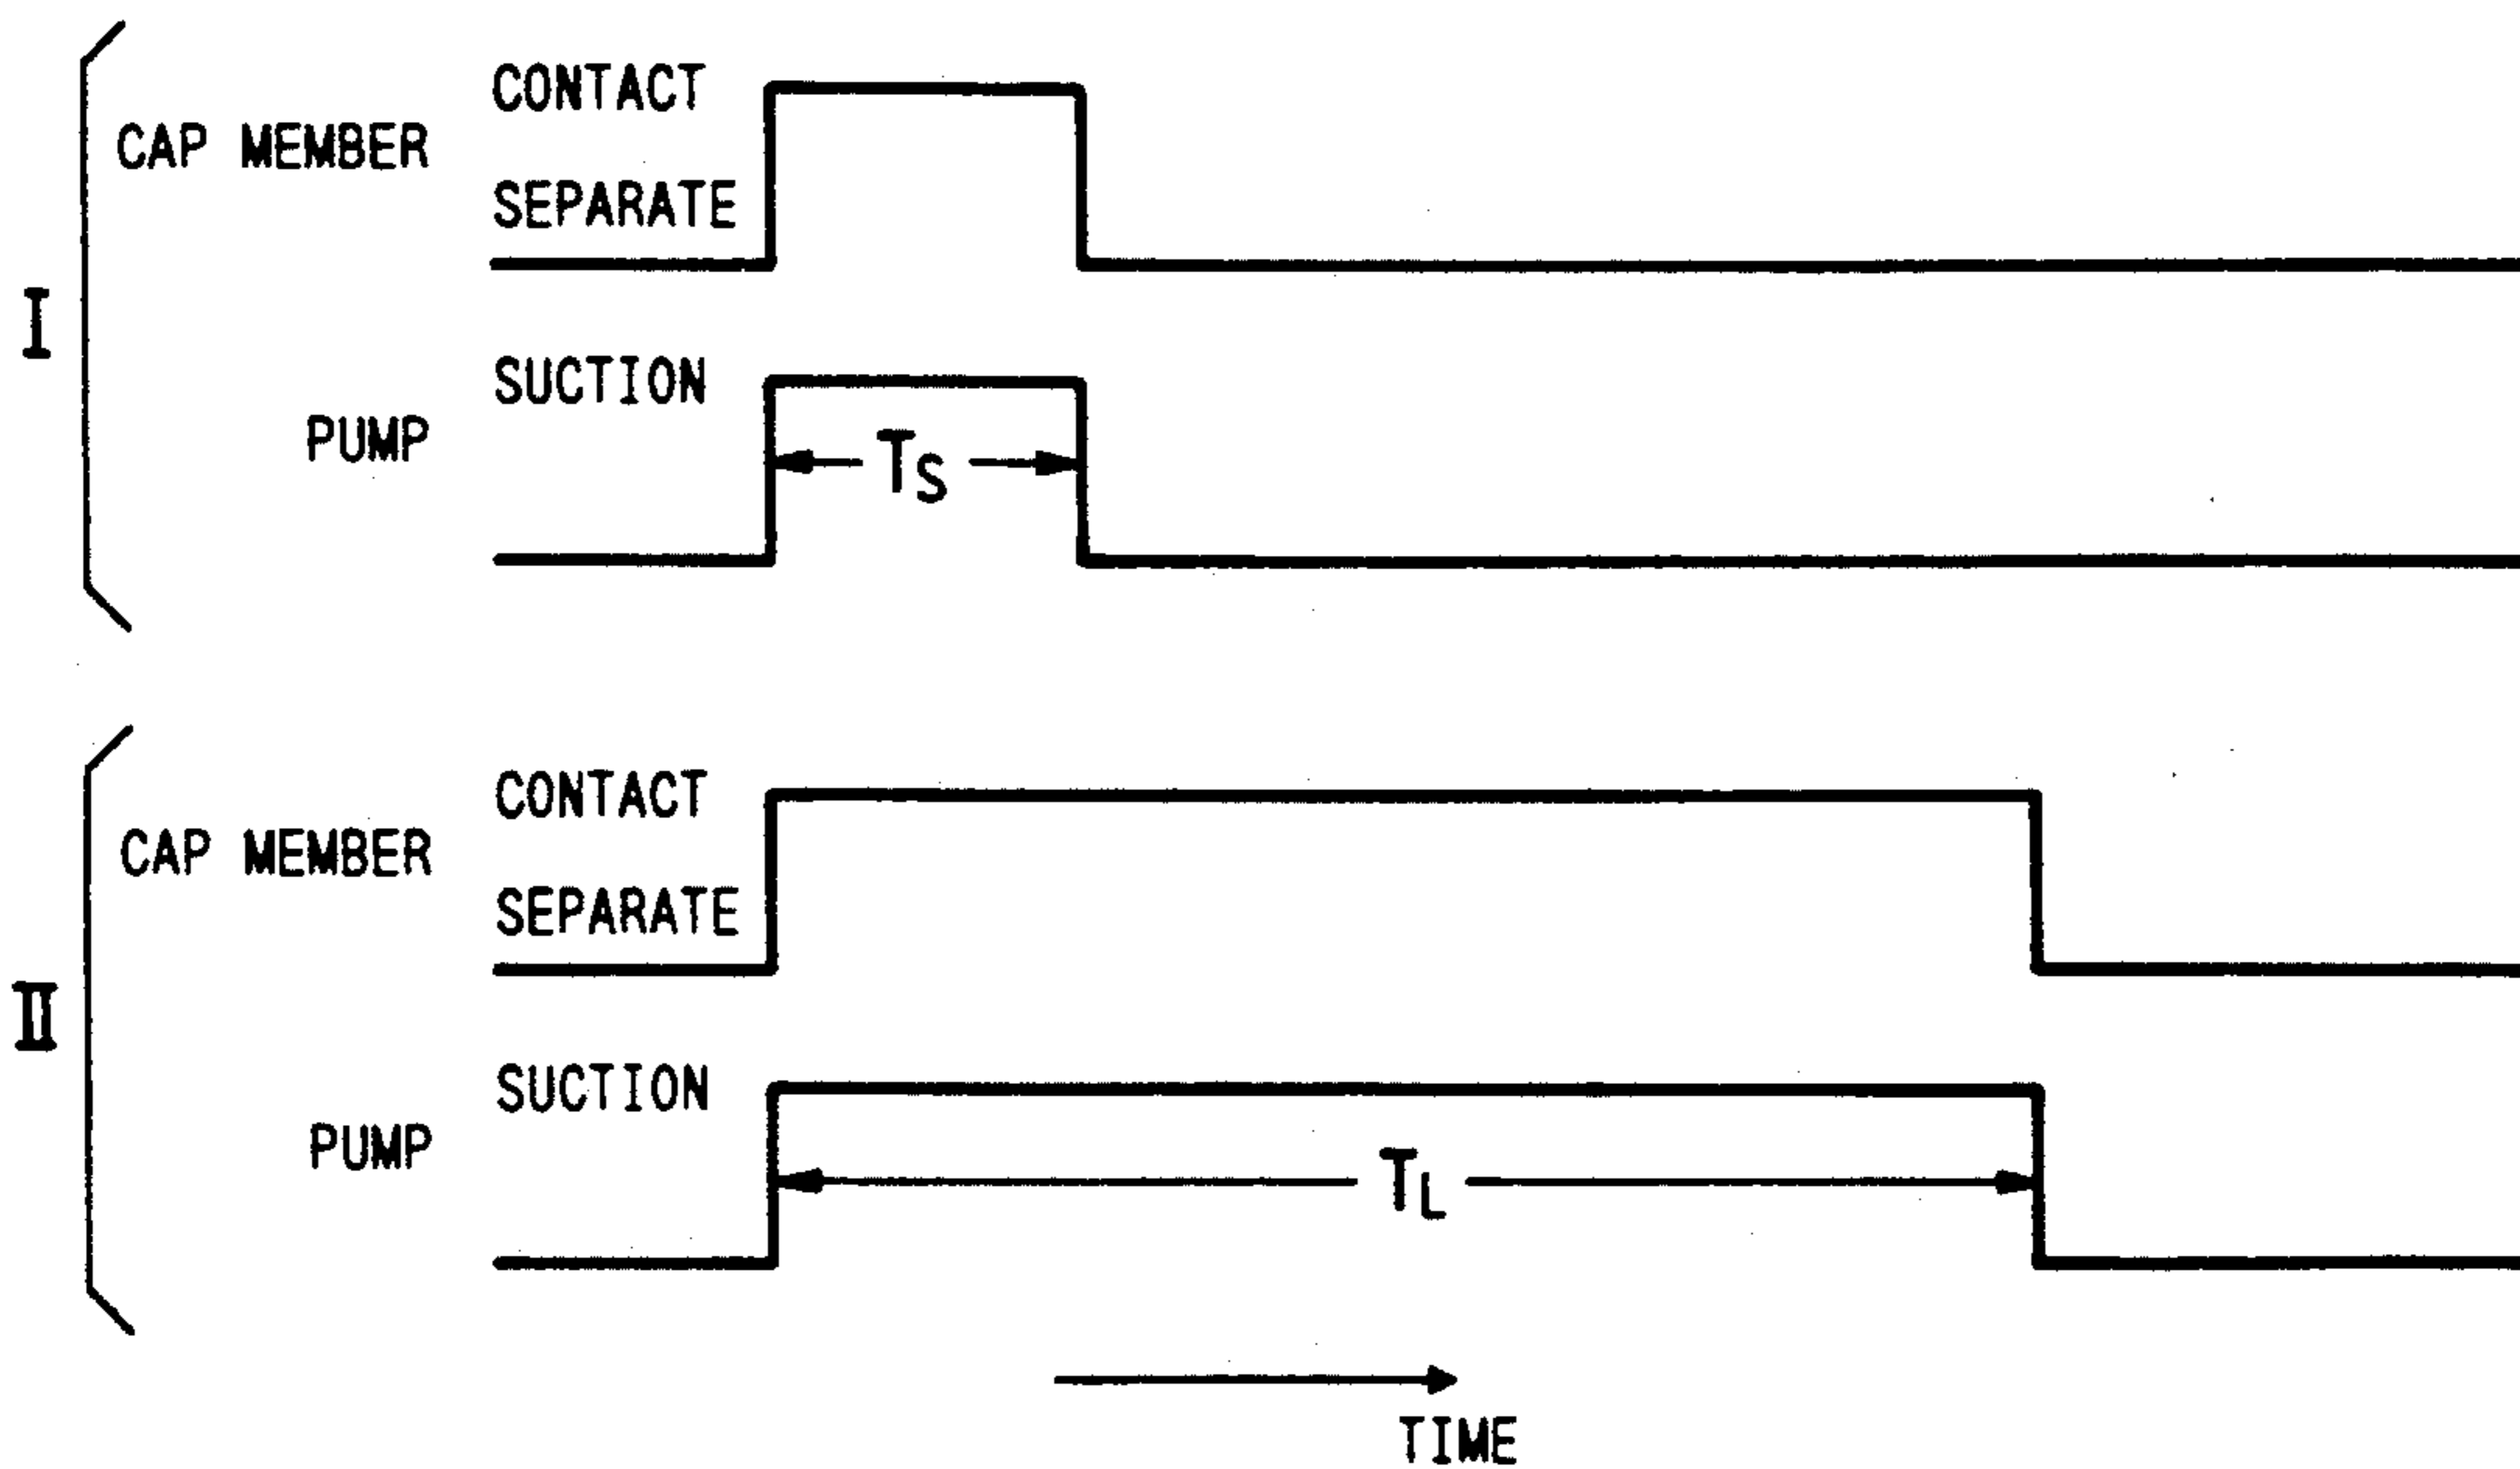 I
CAP MEMBER
CONTACT
SEPARATE
PUMP
SUCTION
TS
II
CAP MEMBER
CONTACT
SEPARATE
PUMP
SUCTION
TL
TIME